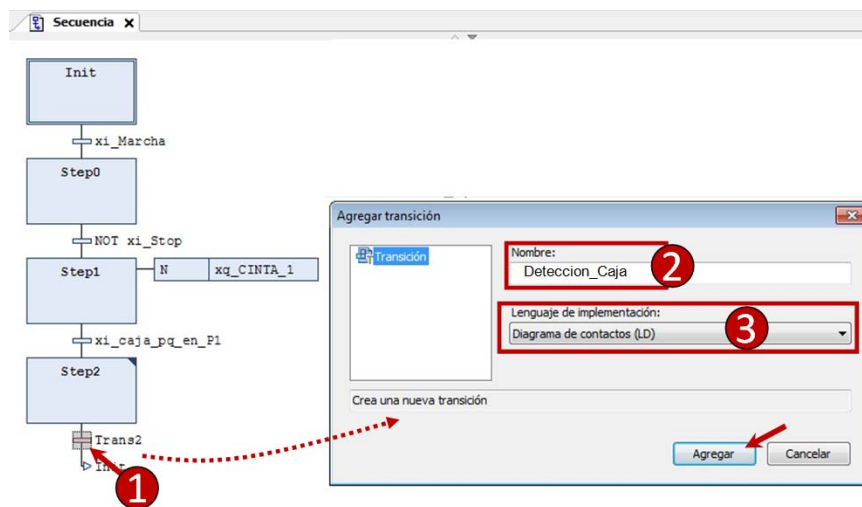 Secuencia
Init
xi_Marcha
Step0
NOT xi_Stop
Step1
N
xq_CINTA_1
xi_caja_pq_en_P1
Step2
Trans2
Init
1
Agregar transición
Transición
Nombre:
Deteccion_Caja
2
Lenguaje de implementación:
Diagrama de contactos (LD)
3
Crea una nueva transición
Agregar
Cancelar